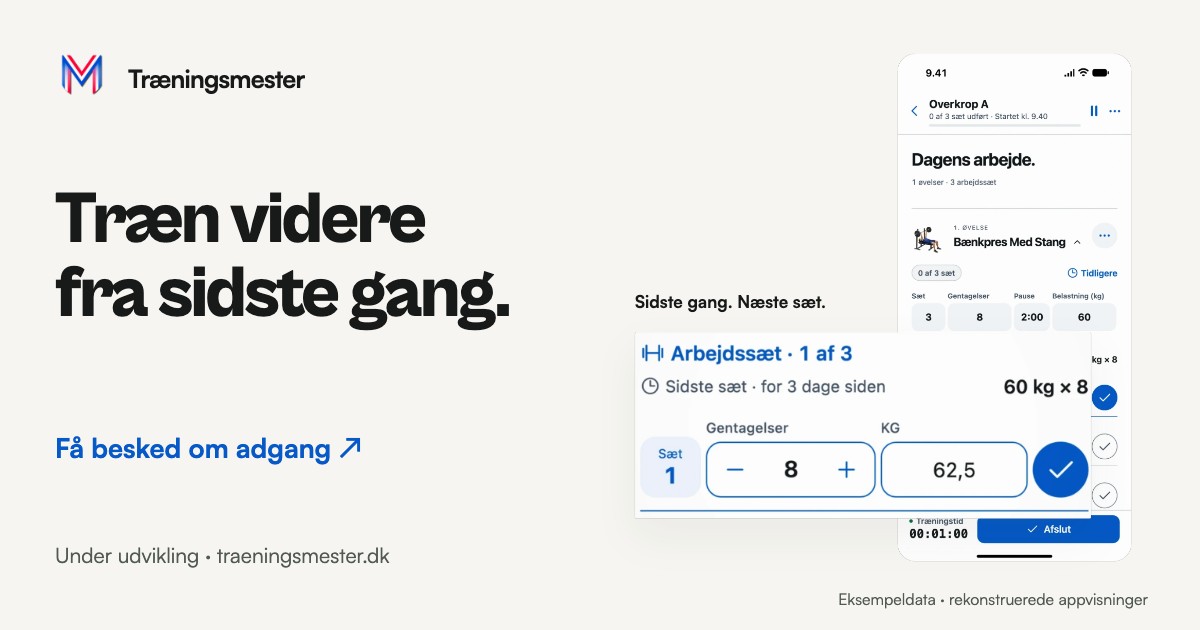 Træningsmester
Træn videre
fra sidste gang.
Få besked om adgang ↗
Under udvikling · traeningsmester.dk
Sidste gang. Næste sæt.
Arbejdssæt · 1 af 3
Sidste sæt · for 3 dage siden 60 kg × 8
Gentagelser KG
Sæt
1 − 8 + 62,5
9.41
Overkrop A
0 af 3 sæt udført · Startet kl. 9.40
Dagens arbejde.
1 øvelser · 3 arbejdssæt
1. ØVELSE
Bænkpres Med Stang
0 af 3 sæt Tidligere
Sæt Gentagelser Pause Belastning (kg)
3 8 2:00 60
kg × 8
Træningstid
00:01:00 Afslut
Eksempeldata · rekonstruerede appvisninger